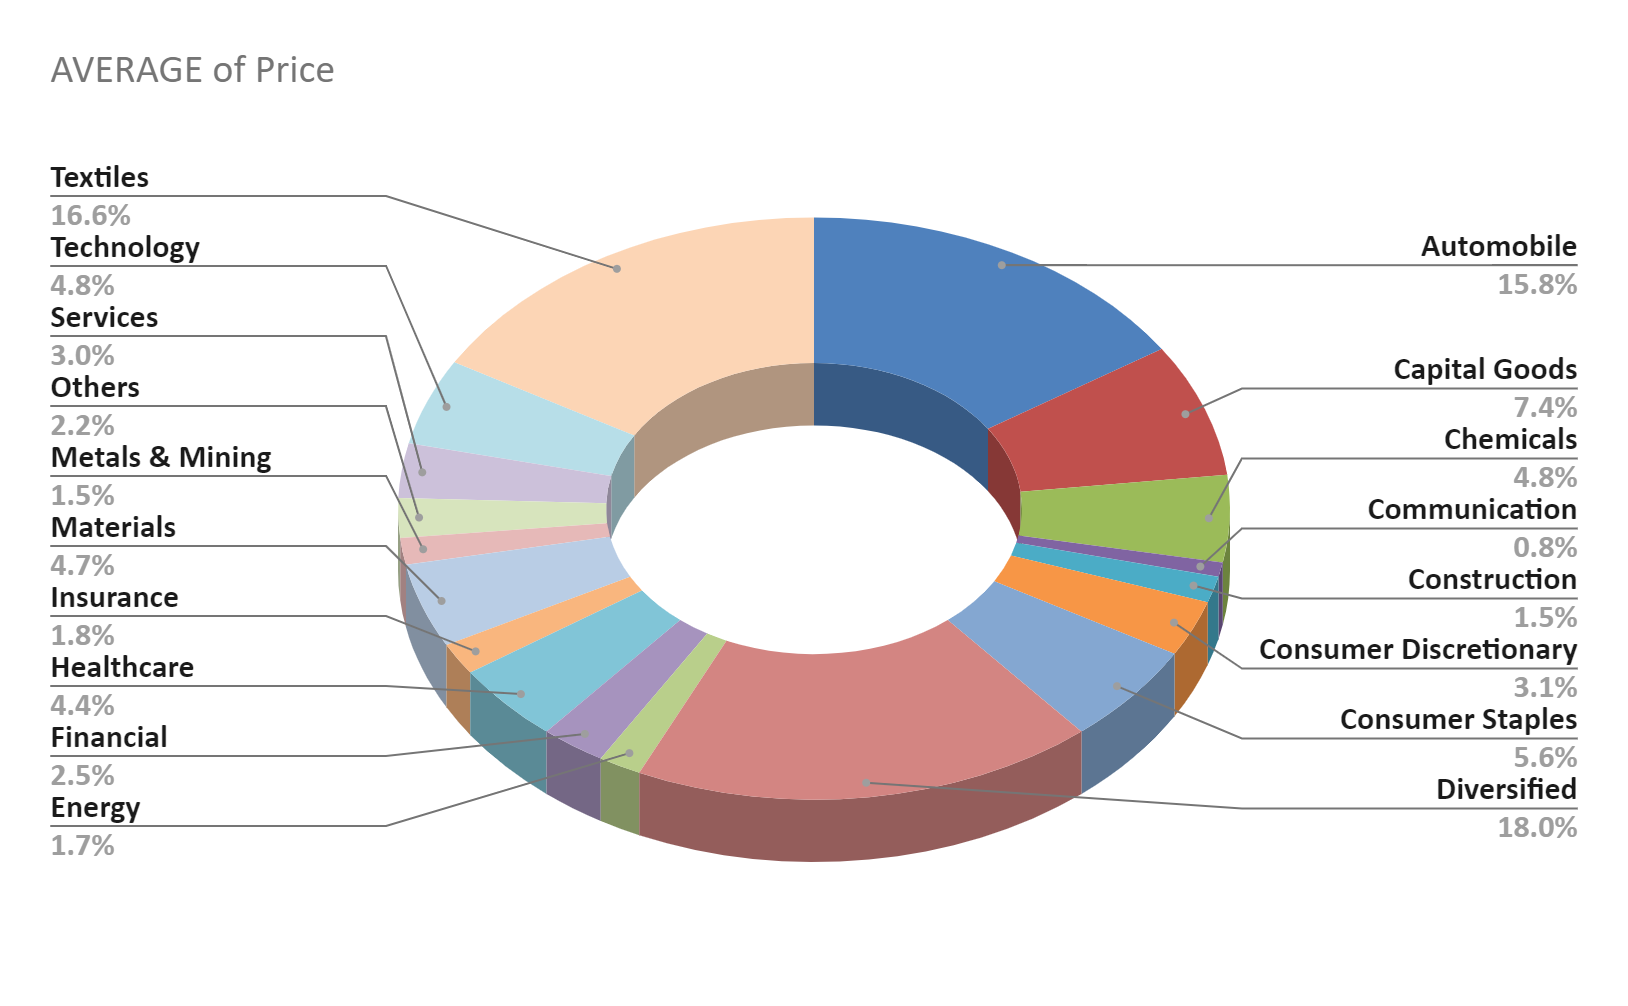 AVERAGE of Price
Textiles
16.6%
Technology
4.8%
Services
3.0%
Others
2.2%
Metals & Mining
1.5%
Materials
4.7%
Insurance
1.8%
Healthcare
4.4%
Financial
2.5%
Energy
1.7%
Automobile
15.8%
Capital Goods
7.4%
Chemicals
4.8%
Communication
0.8%
Construction
1.5%
Consumer Discretionary
3.1%
Consumer Staples
5.6%
Diversified
18.0%